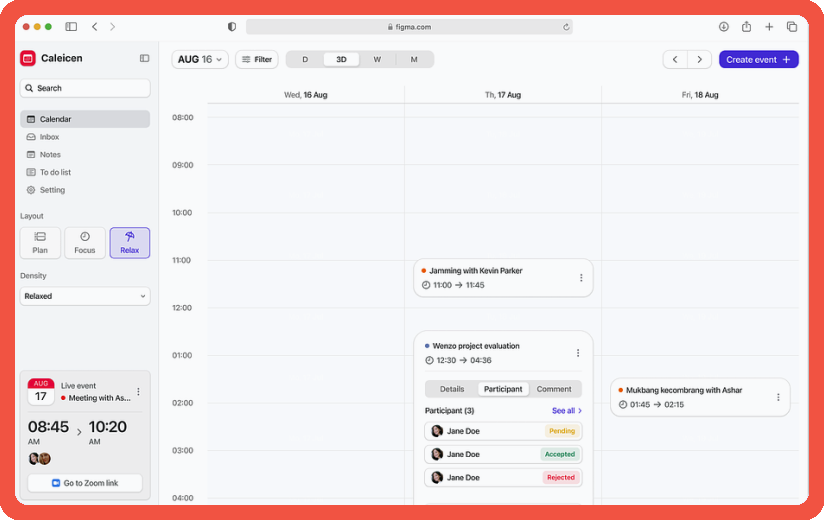 figma.com
Caleicen
Search
Calendar
Inbox
Notes
To do list
Setting
Layout
Plan
Focus
Relax
Density
Relaxed
AUG
17
Live event
Meeting with As...
08:45
AM
10:20
AM
Go to Zoom link
AUG 16
Filter
D
3D
W
M
Create event
Wed, 16 Aug
Th, 17 Aug
Fri, 18 Aug
08:00
09:00
10:00
11:00
12:00
01:00
02:00
03:00
04:00
Jamming with Kevin Parker
11:00 → 11:45
Wenzo project evaluation
12:30 → 04:36
Details
Participant
Comment
Participant (3)
See all
Jane Doe
Pending
Jane Doe
Accepted
Jane Doe
Rejected
Mukbang kecombrang with Ashar
01:45 → 02:15